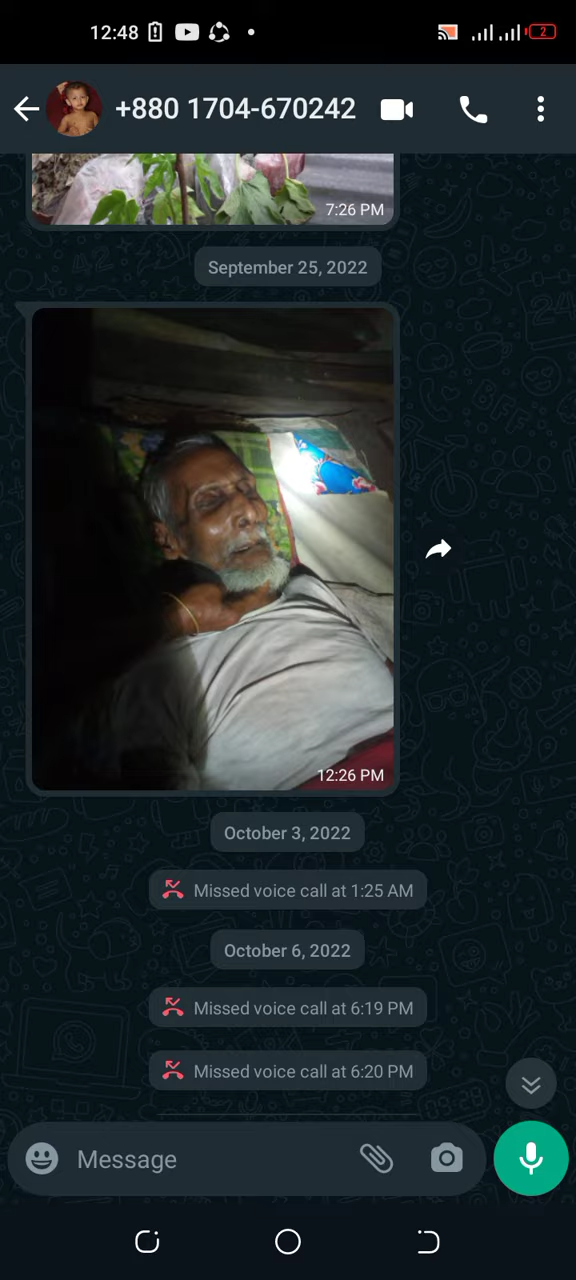 12:48
2
+880 1704-670242
7:26 PM
September 25, 2022
12:26 PM
October 3, 2022
Missed voice call at 1:25 AM
October 6, 2022
Missed voice call at 6:19 PM
Missed voice call at 6:20 PM
Message